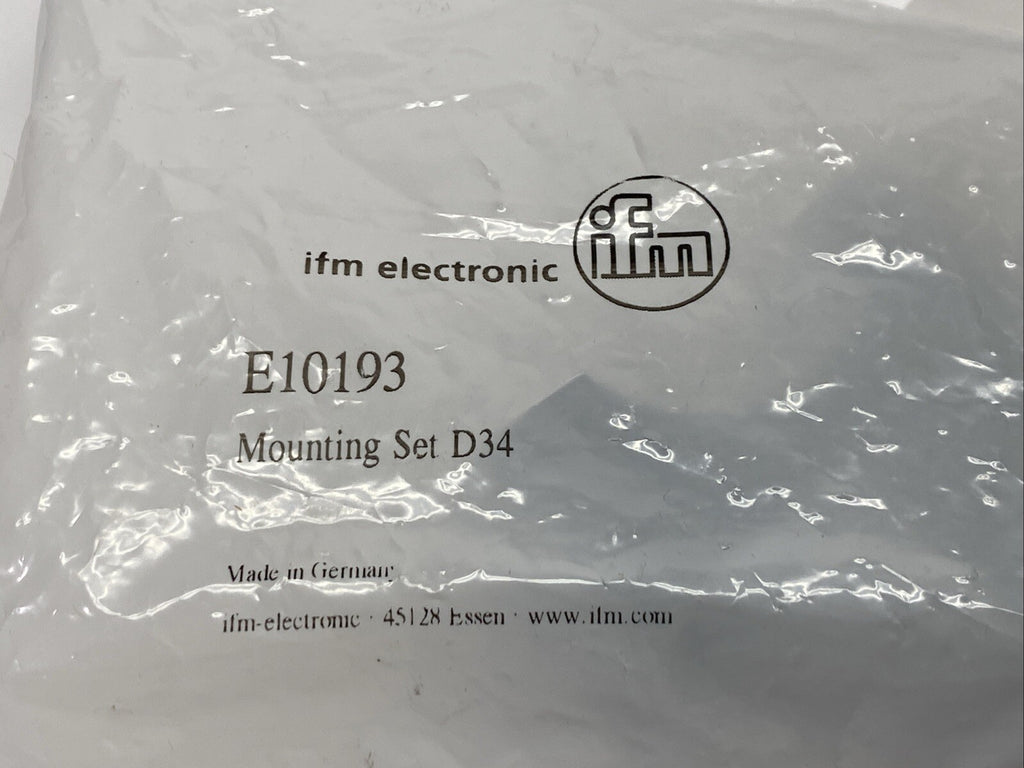 ifm electronic ifm
E10193
Mounting Set D34
Made in Germany
ifm-electronic · 45128 Essen · www.ifm.com